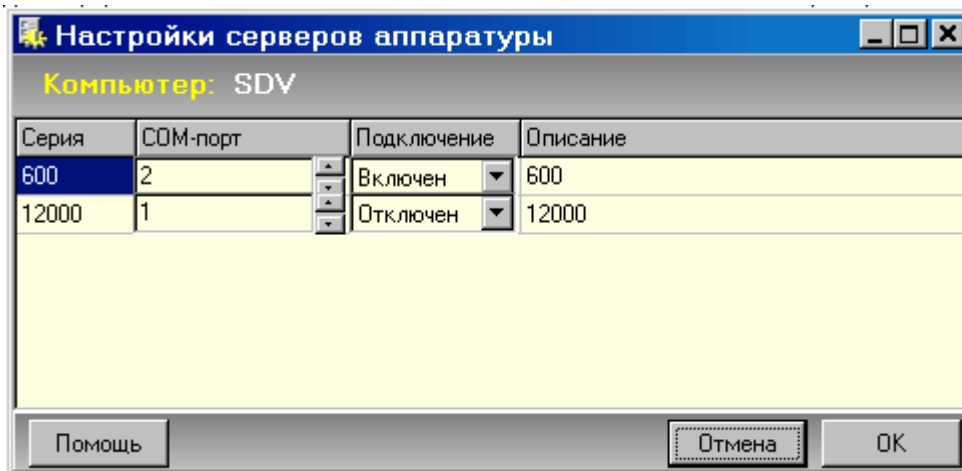 Настройки серверов аппаратуры
Компьютер: SDV
Серия COM-порт Подключение Описание
600 2 Включен 600
12000 1 Отключен 12000
Помощь Отмена OK